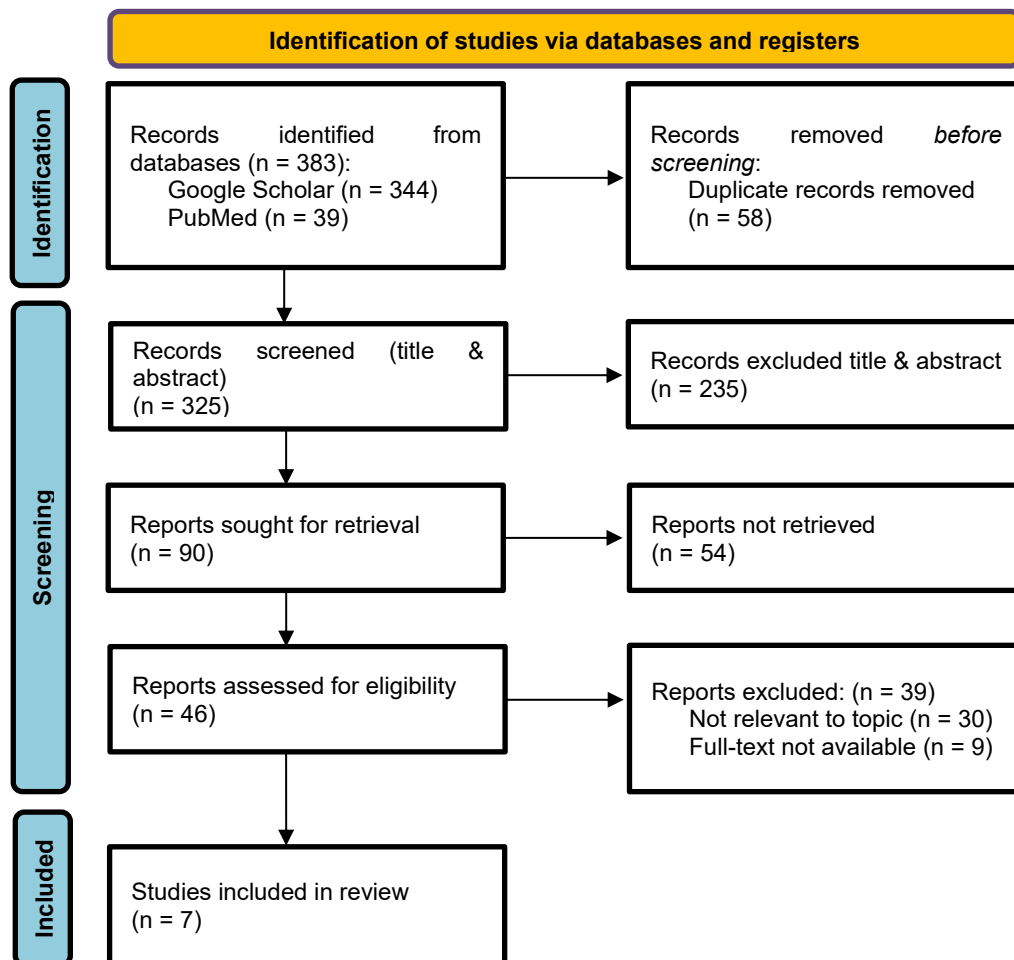 Identification of studies via databases and registers
Identification
Records identified from
databases (n = 383):
Google Scholar (n = 344)
PubMed (n = 39)
Records removed before
screening:
Duplicate records removed
(n = 58)
Screening
Records screened (title &
abstract)
(n = 325)
Records excluded title & abstract
(n = 235)
Reports sought for retrieval
(n = 90)
Reports not retrieved
(n = 54)
Reports assessed for eligibility
(n = 46)
Reports excluded: (n = 39)
Not relevant to topic (n = 30)
Full-text not available (n = 9)
Included
Studies included in review
(n = 7)